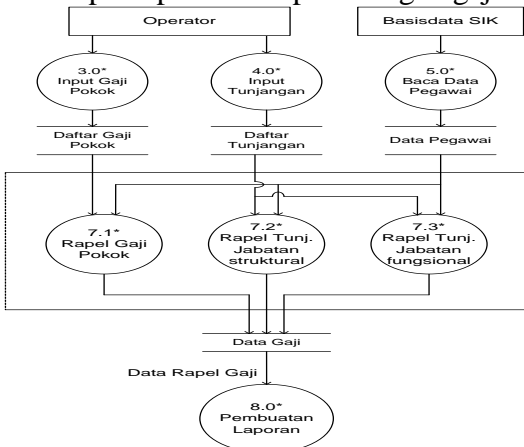 Operator
Basisdata SIK
3.0*
Input Gaji
Pokok
4.0*
Input
Tunjangan
5.0*
Baca Data
Pegawai
Daftar Gaji
Pokok
Daftar
Tunjangan
Data Pegawai
7.1*
Rapel Gaji
Pokok
7.2*
Rapel Tunj.
Jabatan
struktural
7.3*
Rapel Tunj.
Jabatan
fungsional
Data Gaji
Data Rapel Gaji
8.0*
Pembuatan
Laporan